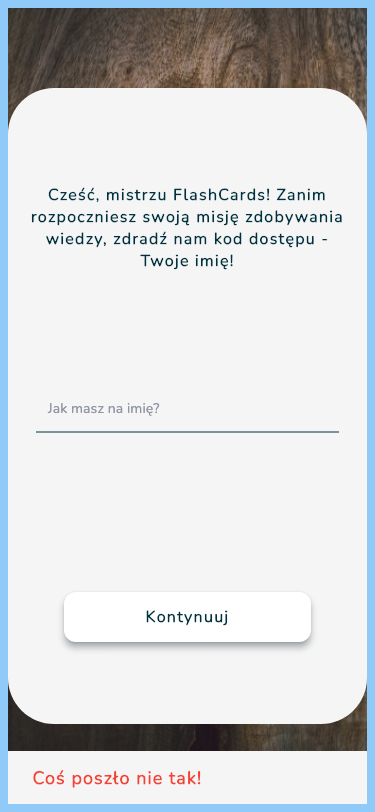 Cześć, mistrzu FlashCards! Zanim
rozpoczniesz swoją misję zdobywania
wiedzy, zdradź nam kod dostępu -
Twoje imię!
Jak masz na imię?
Kontynuuj
Coś poszło nie tak!